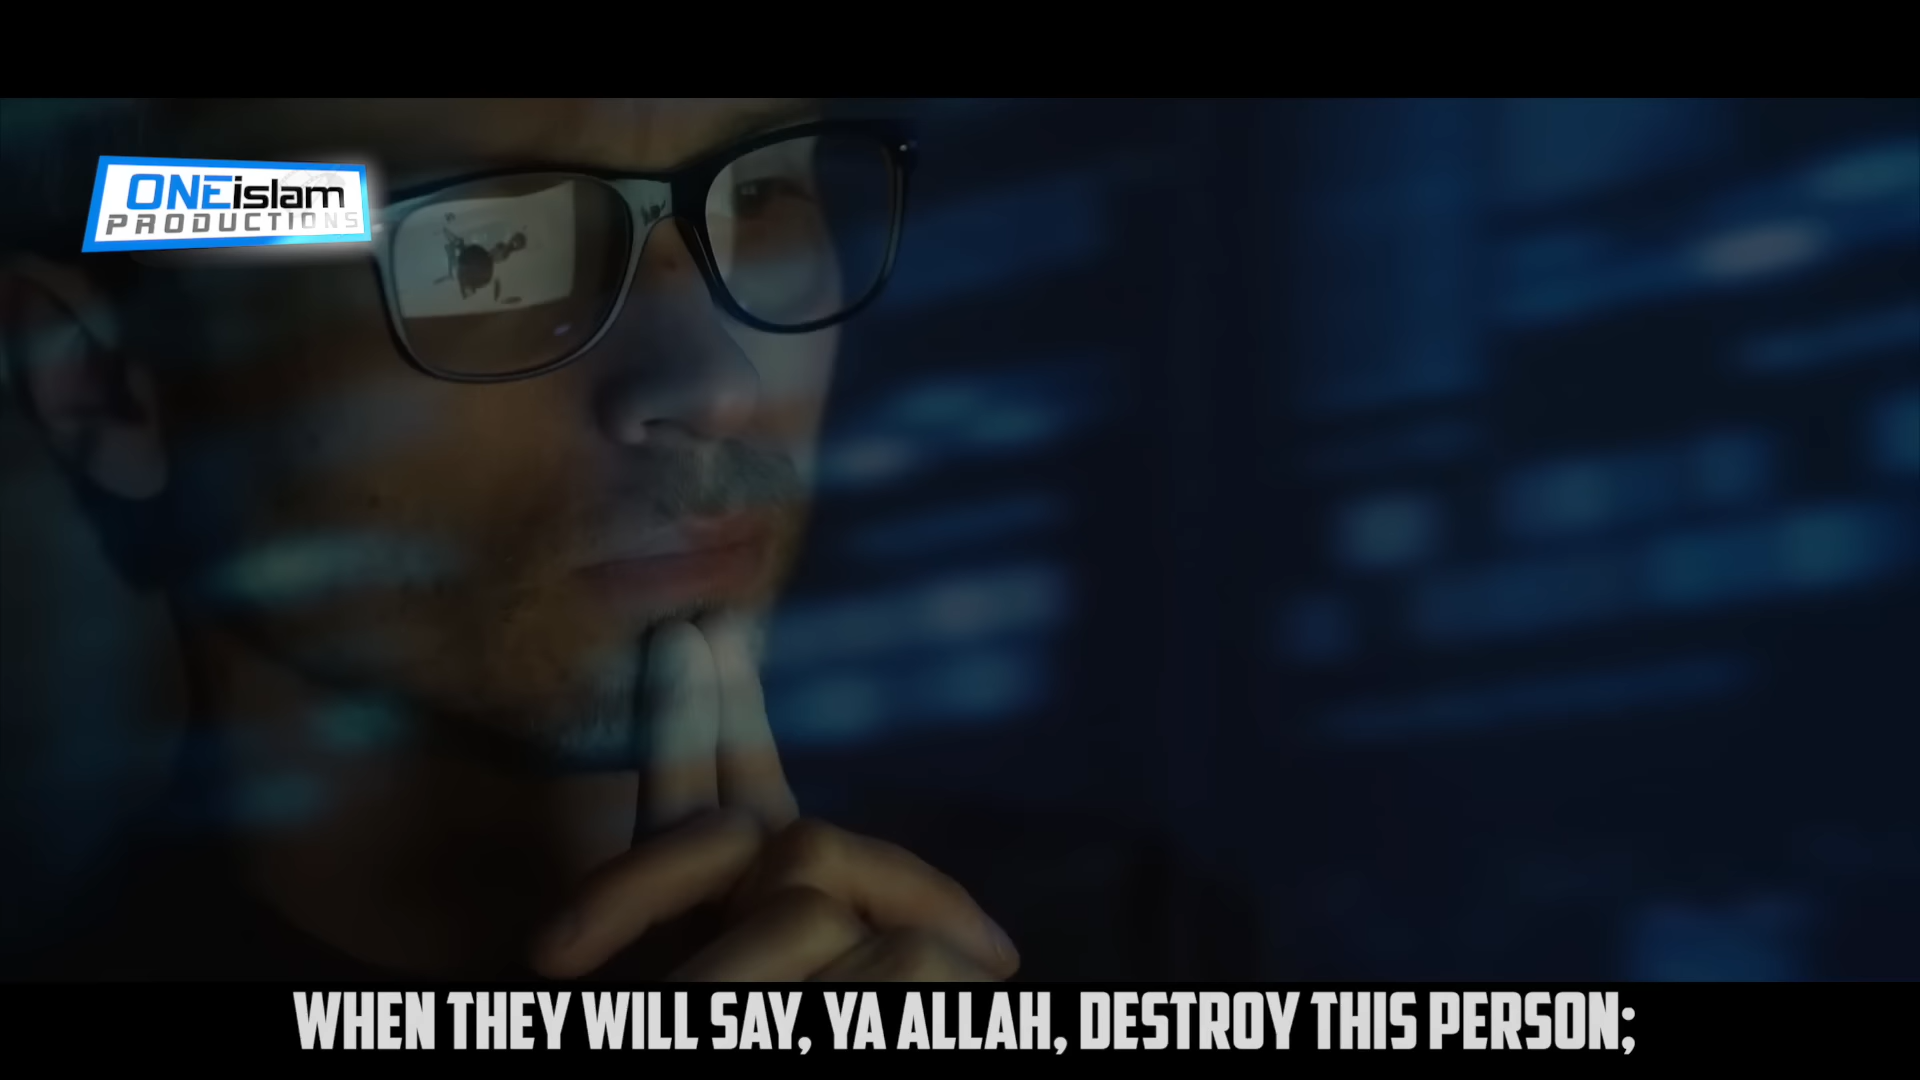 ONEislam
PRODUCTIONS
WHEN THEY WILL SAY, YA ALLAH, DESTROY THIS PERSON;